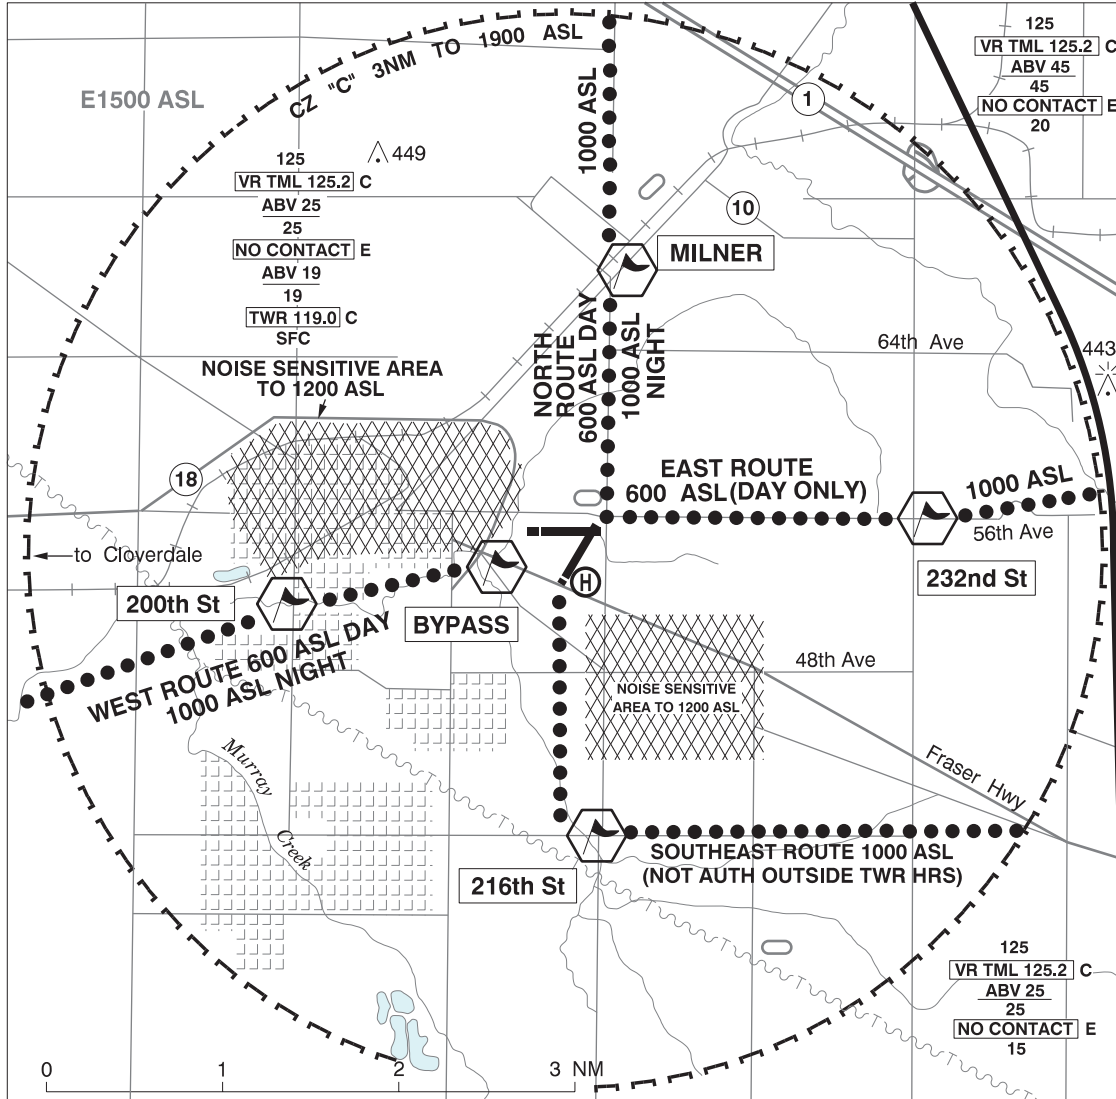 CZ "C" 3NM TO 1900 ASL
E1500 ASL
1000 ASL
1
125
VR TML 125.2 C
ABV 45
45
NO CONTACT E
20
125
VR TML 125.2 C
ABV 25
25
NO CONTACT E
ABV 19
19
TWR 119.0 C
SFC
449
10
MILNER
NORTH
ROUTE
600 ASL DAY
1000 ASL
NIGHT
64th Ave
443
NOISE SENSITIVE AREA
TO 1200 ASL
18
EAST ROUTE
600 ASL (DAY ONLY)
1000 ASL
56th Ave
to Cloverdale
H
232nd St
200th St
BYPASS
WEST ROUTE 600 ASL DAY
1000 ASL NIGHT
48th Ave
NOISE SENSITIVE
AREA TO 1200 ASL
Murray
Creek
Fraser Hwy
SOUTHEAST ROUTE 1000 ASL
(NOT AUTH OUTSIDE TWR HRS)
216th St
125
VR TML 125.2 C
ABV 25
25
NO CONTACT E
15
0 1 2 3 NM